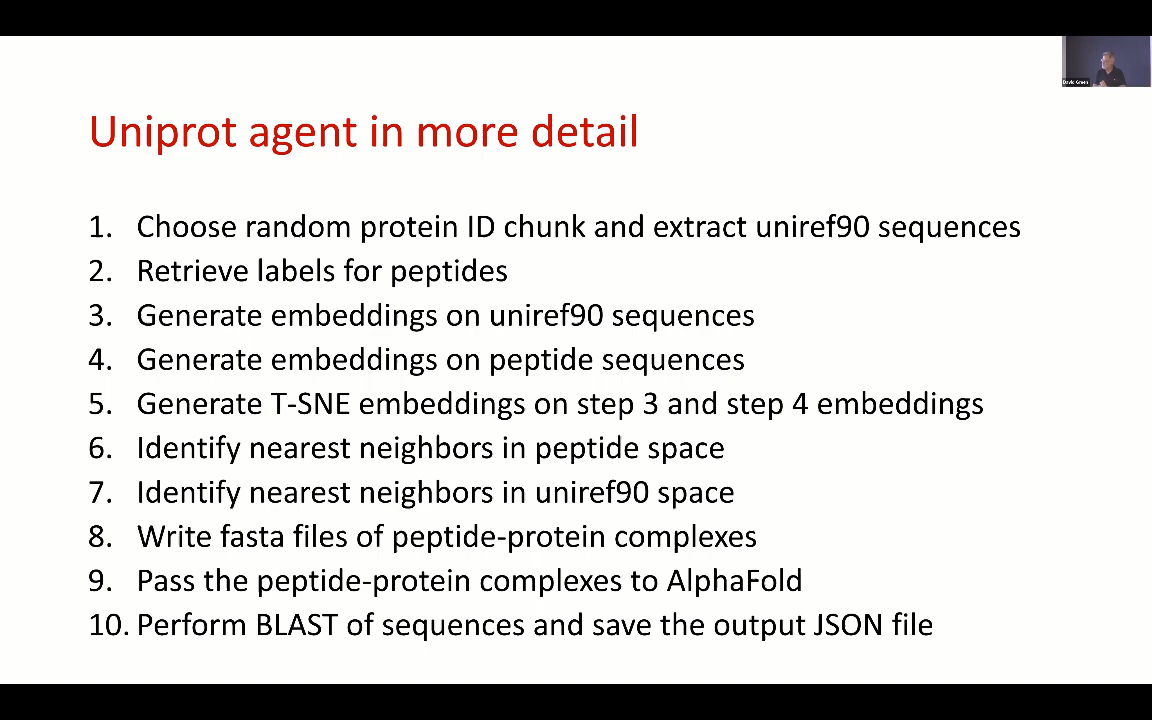 David Green
Uniprot agent in more detail
1. Choose random protein ID chunk and extract uniref90 sequences
2. Retrieve labels for peptides
3. Generate embeddings on uniref90 sequences
4. Generate embeddings on peptide sequences
5. Generate T-SNE embeddings on step 3 and step 4 embeddings
6. Identify nearest neighbors in peptide space
7. Identify nearest neighbors in uniref90 space
8. Write fasta files of peptide-protein complexes
9. Pass the peptide-protein complexes to AlphaFold
10. Perform BLAST of sequences and save the output JSON file